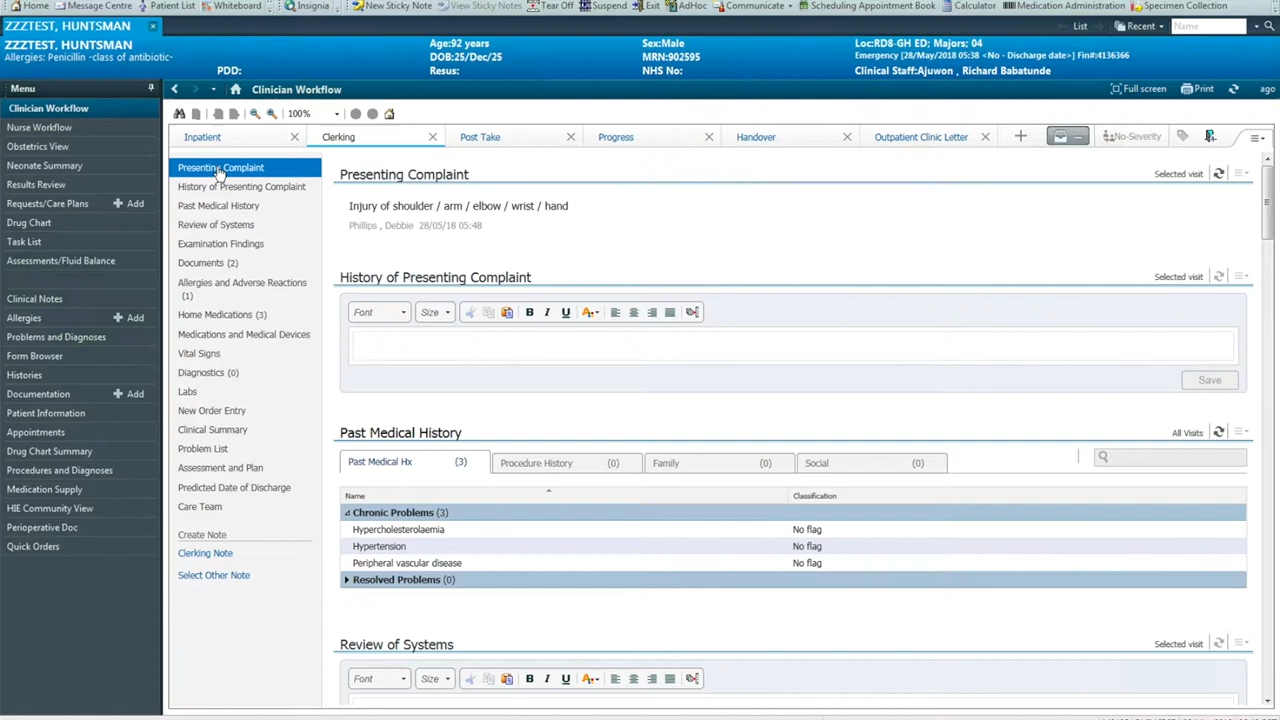 Home Message Centre Patient List Whiteboard Insignia New Sticky Note View Sticky Notes Tear Off Suspend Exit AdHoc Communicate Scheduling Appointment Book Calculator Medication Administration Specimen Collection
ZZZTEST, HUNTSMAN List Recent Name
ZZZTEST, HUNTSMAN Age:92 years Sex:Male Loc:RD8-GH ED; Majors: 04
Allergies: Penicillin -class of antibiotic- DOB:25/Dec/25 MRN:902595 Emergency [28/May/2018 05:38 <No - Discharge date>] Fin#:4136366
PDD: Resus: NHS No: Clinical Staff:Ajuwon , Richard Babatunde
Menu Clinician Workflow Full screen Print ago
100%
Inpatient Clerking Post Take Progress Handover Outpatient Clinic Letter No-Severity
Clinician Workflow
Nurse Workflow
Obstetrics View
Neonate Summary
Results Review
Requests/Care Plans Add
Drug Chart
Task List
Assessments/Fluid Balance
Clinical Notes
Allergies Add
Problems and Diagnoses
Form Browser
Histories
Documentation Add
Patient Information
Appointments
Drug Chart Summary
Procedures and Diagnoses
Medication Supply
HIE Community View
Perioperative Doc
Quick Orders
Presenting Complaint
History of Presenting Complaint
Past Medical History
Review of Systems
Examination Findings
Documents (2)
Allergies and Adverse Reactions
(1)
Home Medications (3)
Medications and Medical Devices
Vital Signs
Diagnostics (0)
Labs
New Order Entry
Clinical Summary
Problem List
Assessment and Plan
Predicted Date of Discharge
Care Team
Create Note
Clerking Note
Select Other Note
Presenting Complaint Selected visit
Injury of shoulder / arm / elbow / wrist / hand
Phillips , Debbie 28/05/18 05:48
History of Presenting Complaint Selected visit
Font Size B I U A
Save
Past Medical History All Visits
Past Medical Hx (3) Procedure History (0) Family (0) Social (0)
Name Classification
Chronic Problems (3)
Hypercholesterolaemia No flag
Hypertension No flag
Peripheral vascular disease No flag
Resolved Problems (0)
Review of Systems Selected visit
Font Size B I U A